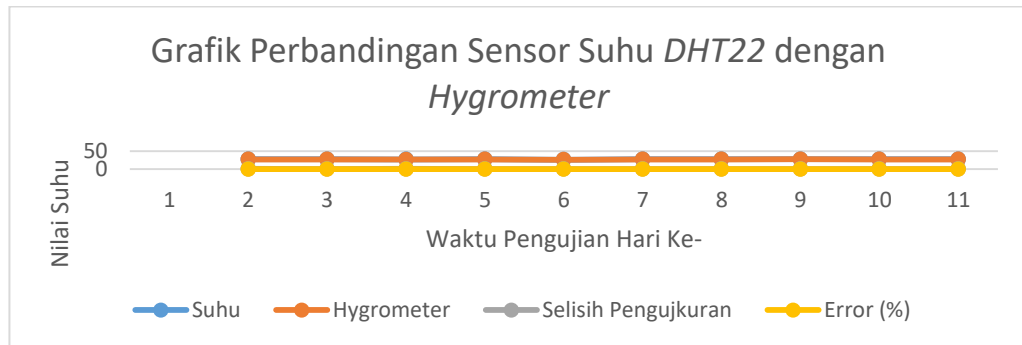 Grafik Perbandingan Sensor Suhu DHT22 dengan
Hygrometer
50
0
1 2 3 4 5 6 7 8 9 10 11
Nilai Suhu
Waktu Pengujian Hari Ke-
Suhu Hygrometer Selisih Pengujkuran Error (%)